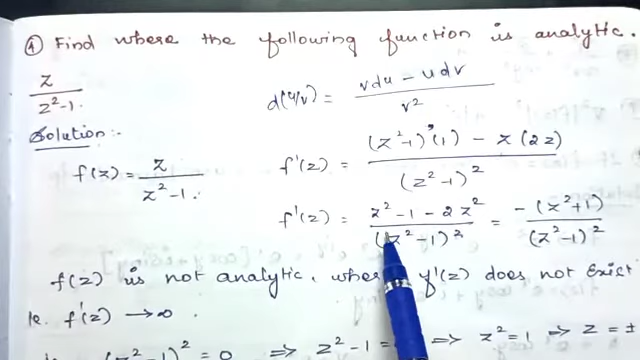 ① Find where the following function is analytic.
z/(z²-1).
d(u/v) = (vdu - udv)/v²
Solution:-
f(z) = z/(z²-1).
f'(z) = ((z²-1)(1) - z(2z))/(z²-1)²
f'(z) = (z²-1-2z²)/(z²-1)² = -(z²+1)/(z²-1)²
f(z) is not analytic, where f'(z) does not exist
ie. f'(z) → ∞.
(z²-1)² = 0 ⇒ z²-1 = ⇒ z² = 1 ⇒ z = ±